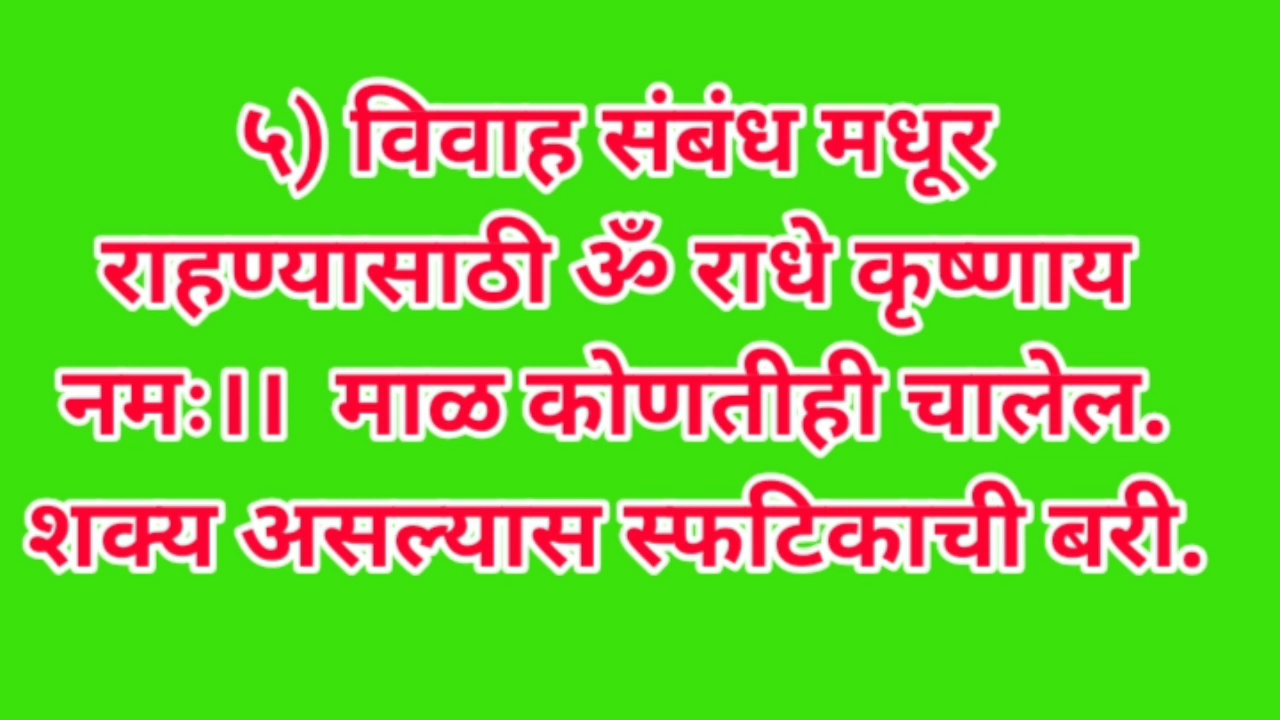 ५) विवाह संबंध मधूर
राहण्यासाठी ॐ राधे कृष्णाय
नमः।। माळ कोणतीही चालेल.
शक्य असल्यास स्फटिकाची बरी.